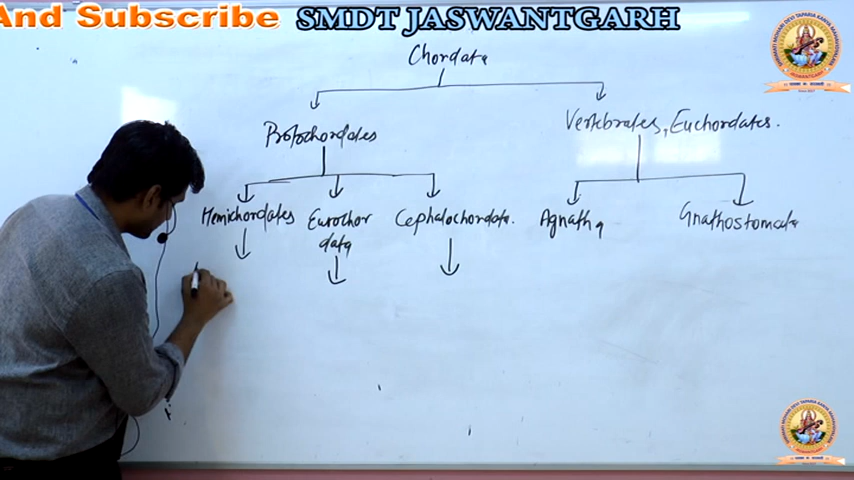 And Subscribe SMDT JASWANTGARH
Chordata
Protochordates
Vertebrates, Euchordates.
Hemichordates Eurochor Cephalochordata. Agnatha Gnathostomata
data